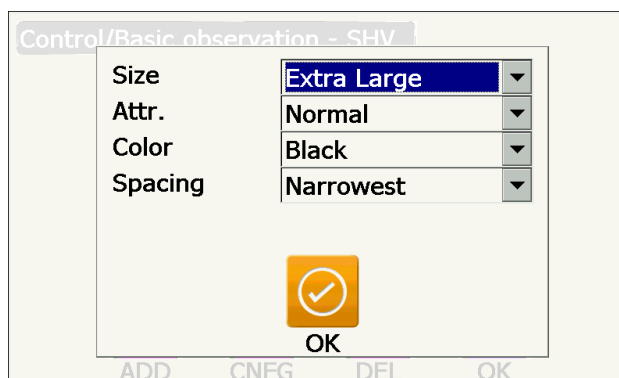 Control/Basic observation - SHV
Size Extra Large
Attr. Normal
Color Black
Spacing Narrowest
OK
ADD CNFG DEL OK